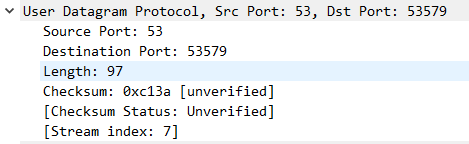 User Datagram Protocol, Src Port: 53, Dst Port: 53579
Source Port: 53
Destination Port: 53579
Length: 97
Checksum: 0xc13a [unverified]
[Checksum Status: Unverified]
[Stream index: 7]